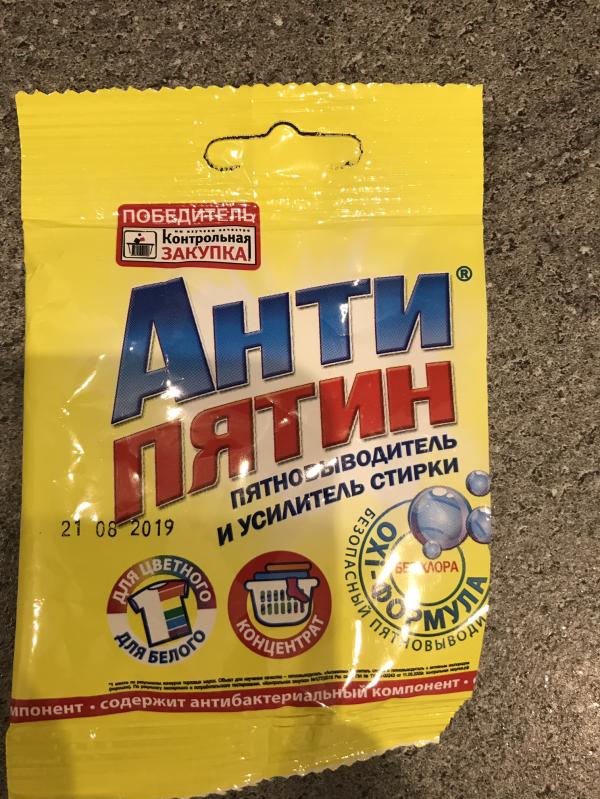 ПОБЕДИТЕЛЬ
Контрольная
ЗАКУПКА
АНТИ®
ПЯТИН
ПЯТНОВЫВОДИТЕЛЬ
И УСИЛИТЕЛЬ СТИРКИ
21 08 2019
ДЛЯ ЦВЕТНОГО
1
ДЛЯ БЕЛОГО
КОНЦЕНТРАТ
БЕЗОПАСНЫЙ ПЯТНОВЫВОДИ
OXI-ФОРМУЛА
БЕЗ ХЛОРА
мпонент • содержит антибактериальный компонент • с